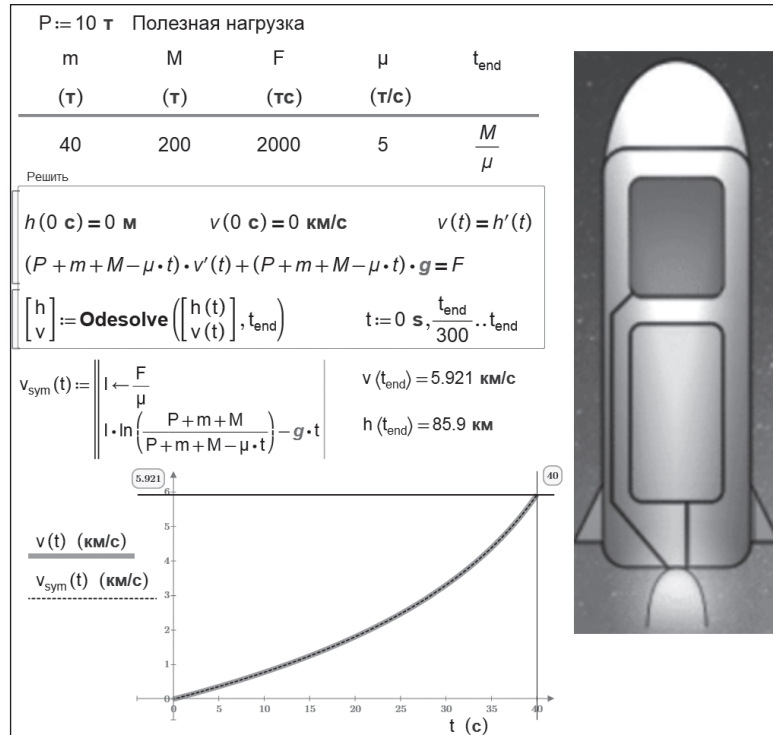 P := 10 т Полезная нагрузка
m M F μ t_end
(т) (т) (тс) (т/с)
40 200 2000 5 M/μ
Решить
h(0 с) = 0 м v(0 с) = 0 км/с v(t) = h′(t)
(P + m + M − μ • t) • v′(t) + (P + m + M − μ • t) • g = F
[h v] := Odesolve([h(t) v(t)], t_end) t := 0 s, t_end/300 .. t_end
v_sym(t) := ‖ I ← F/μ
I • ln((P + m + M)/(P + m + M − μ • t)) − g • t
v(t_end) = 5.921 км/с
h(t_end) = 85.9 км
5.921
40
6
5
4
3
2
1
0
v(t) (км/с)
v_sym(t) (км/с)
0 5 10 15 20 25 30 35 40
t (с)